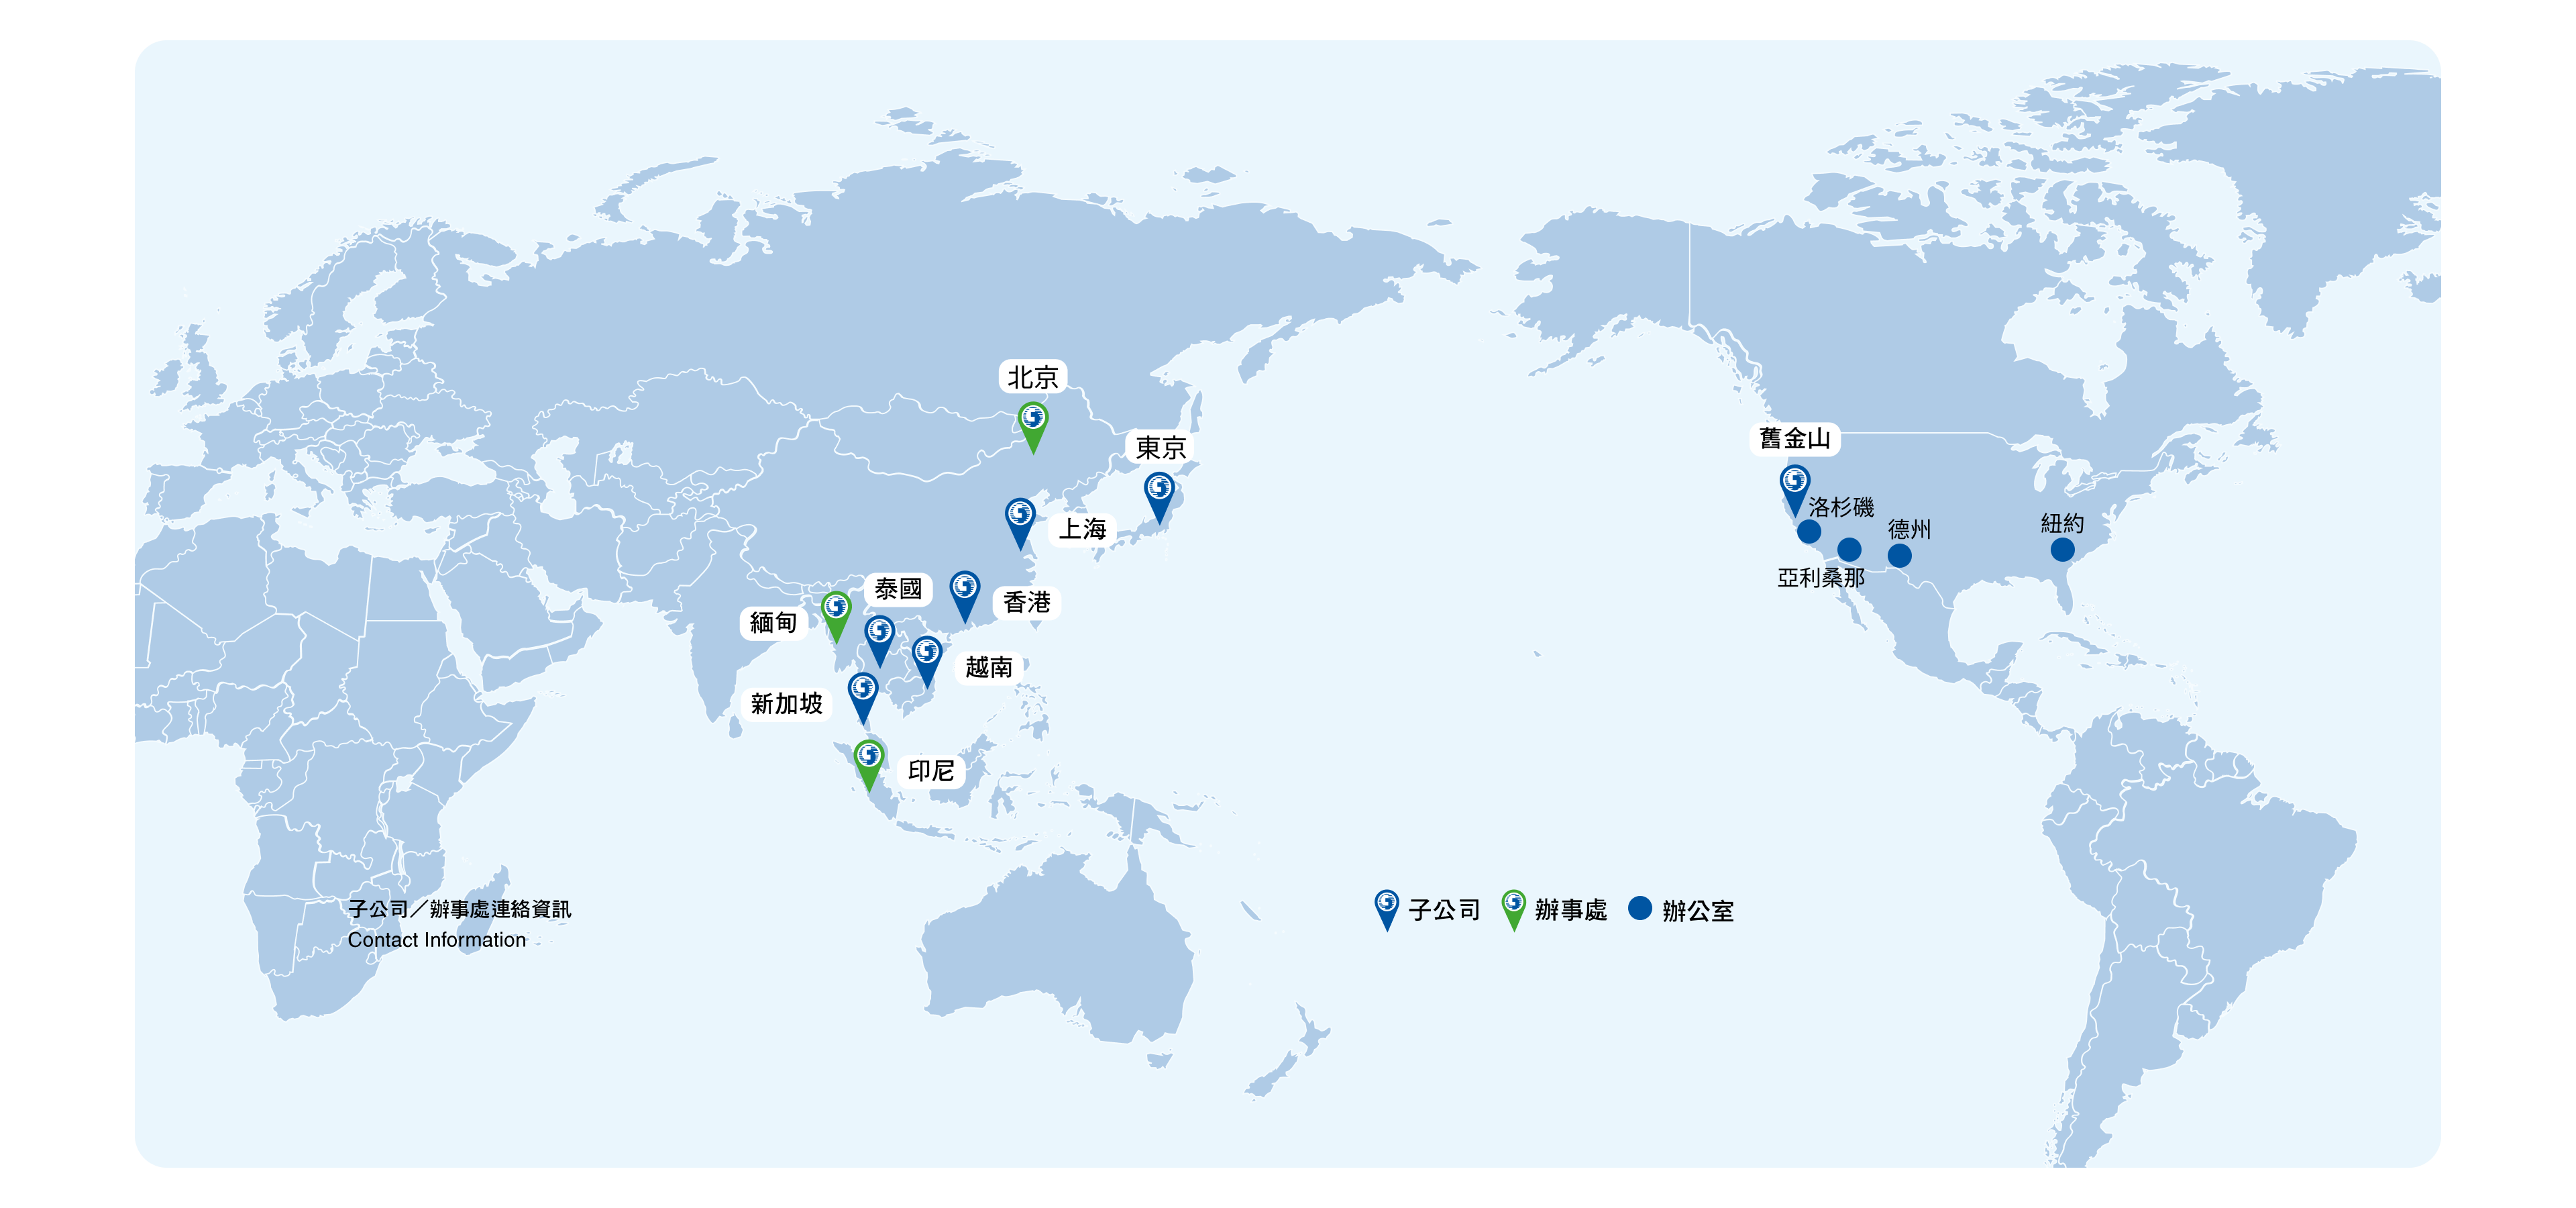 北京
東京
舊金山
上海
洛杉磯
德州
紐約
亞利桑那
泰國
香港
緬甸
越南
新加坡
印尼
子公司／辦事處連絡資訊
Contact Information
子公司 辦事處 辦公室